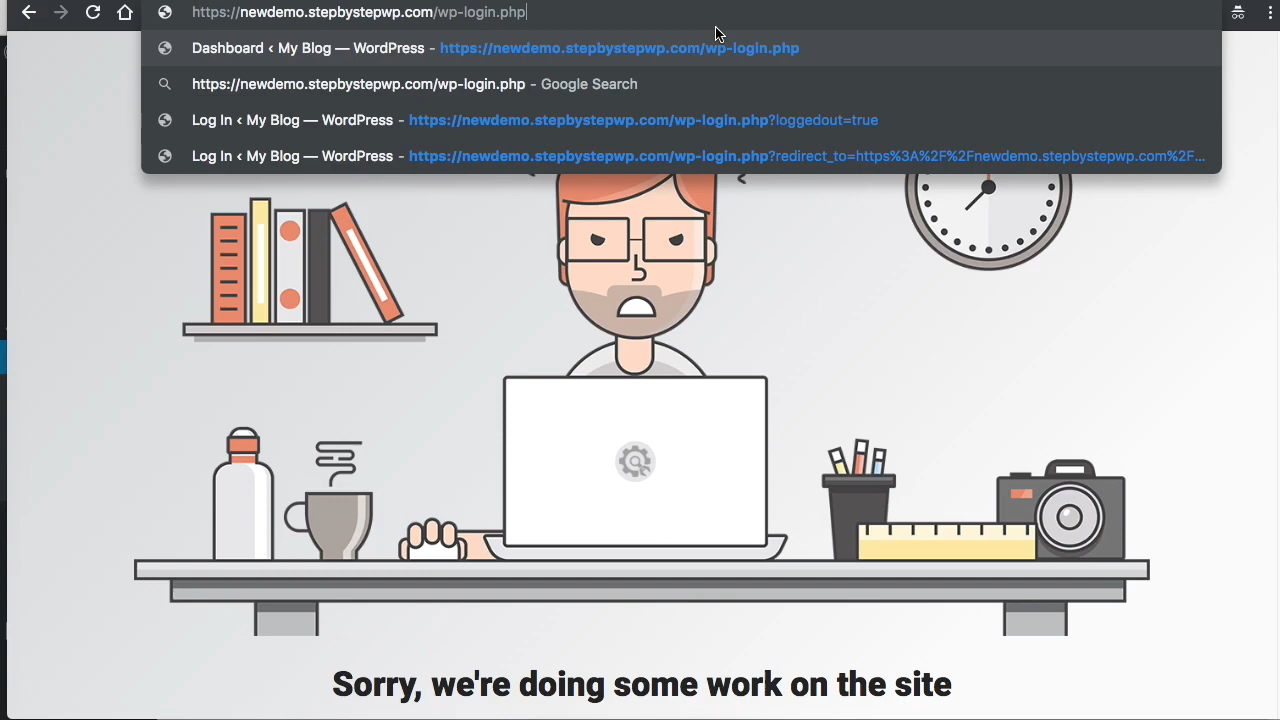 https://newdemo.stepbystepwp.com/wp-login.php
Dashboard ‹ My Blog — WordPress - https://newdemo.stepbystepwp.com/wp-login.php
https://newdemo.stepbystepwp.com/wp-login.php - Google Search
Log In ‹ My Blog — WordPress - https://newdemo.stepbystepwp.com/wp-login.php?loggedout=true
Log In ‹ My Blog — WordPress - https://newdemo.stepbystepwp.com/wp-login.php?redirect_to=https%3A%2F%2Fnewdemo.stepbystepwp.com%2F...
Sorry, we're doing some work on the site